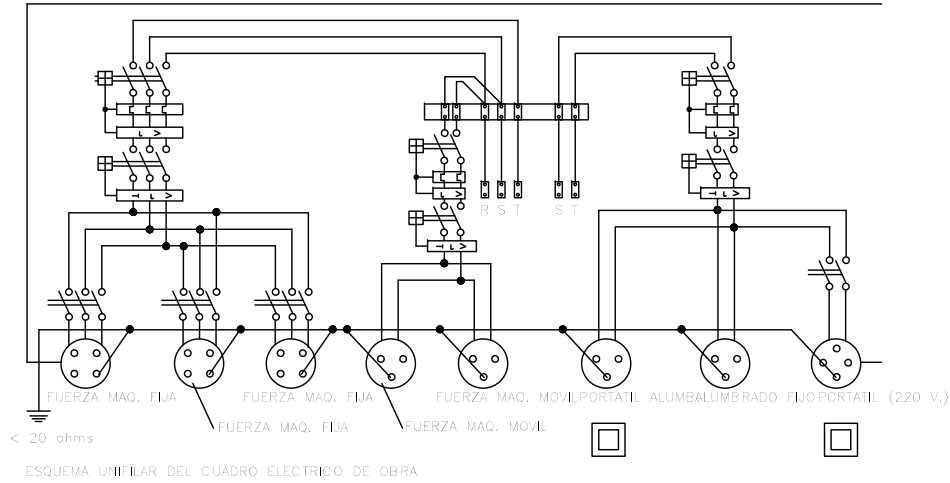 R S T S T
FUERZA MAQ. FIJA
FUERZA MAQ. FIJA
FUERZA MAQ. MOVIL
PORTATIL ALUMBA
ALUMBRADO FIJO
PORTATIL (220 V.)
FUERZA MAQ. FIJA
FUERZA MAQ. MOVIL
< 20 ohms
ESQUEMA UNIFILAR DEL CUADRO ELECTRICO DE OBRA